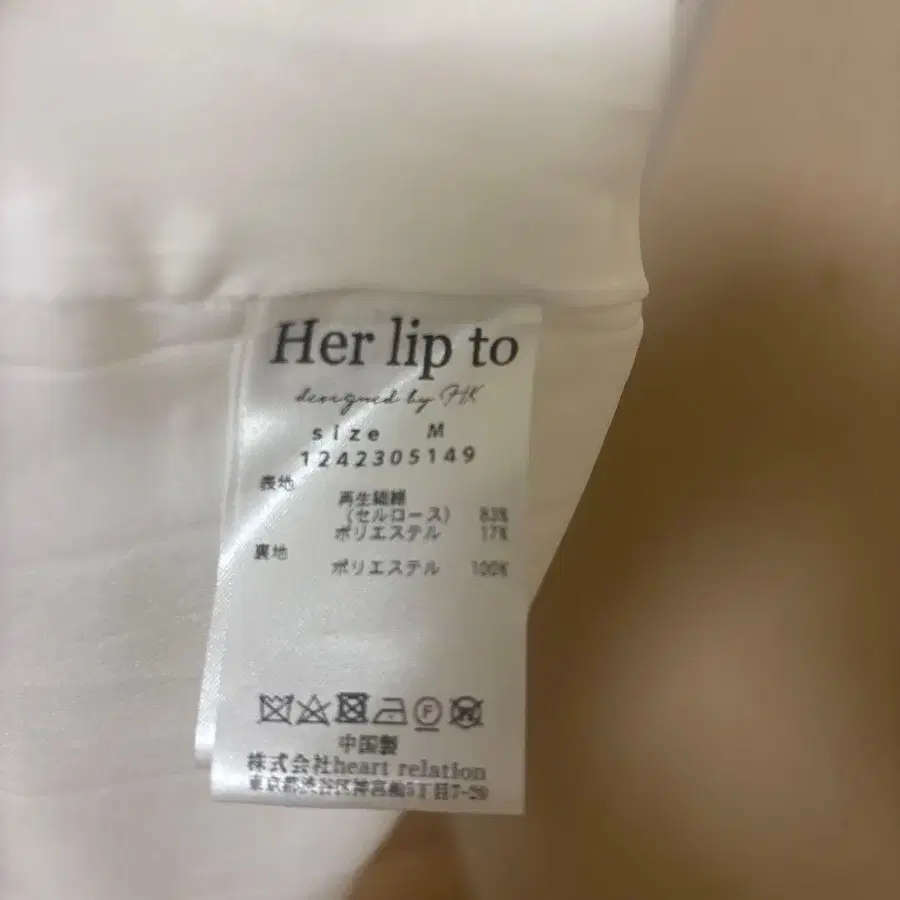 Her lip to
designed by HK
size M
1242305149
表地
再生繊維
(セルロース) 83%
ポリエステル 17%
裏地
ポリエステル 100%
F
中国製
株式会社heart relation
東京都渋谷区神宮前5丁目7-20